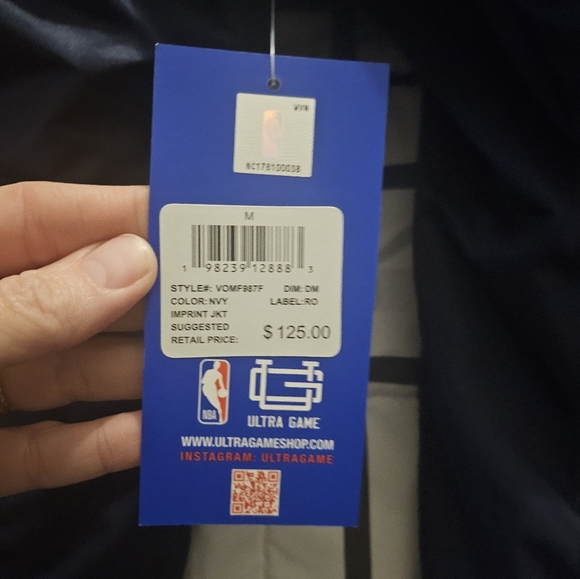 NC178100038
M
1 98239 12888 3
STYLE#: VOMF987F DIM: DM
COLOR: NVY LABEL: RO
IMPRINT JKT
SUGGESTED
RETAIL PRICE: $125.00
NBA
ULTRA GAME
WWW.ULTRAGAMESHOP.COM
INSTAGRAM: ULTRAGAME